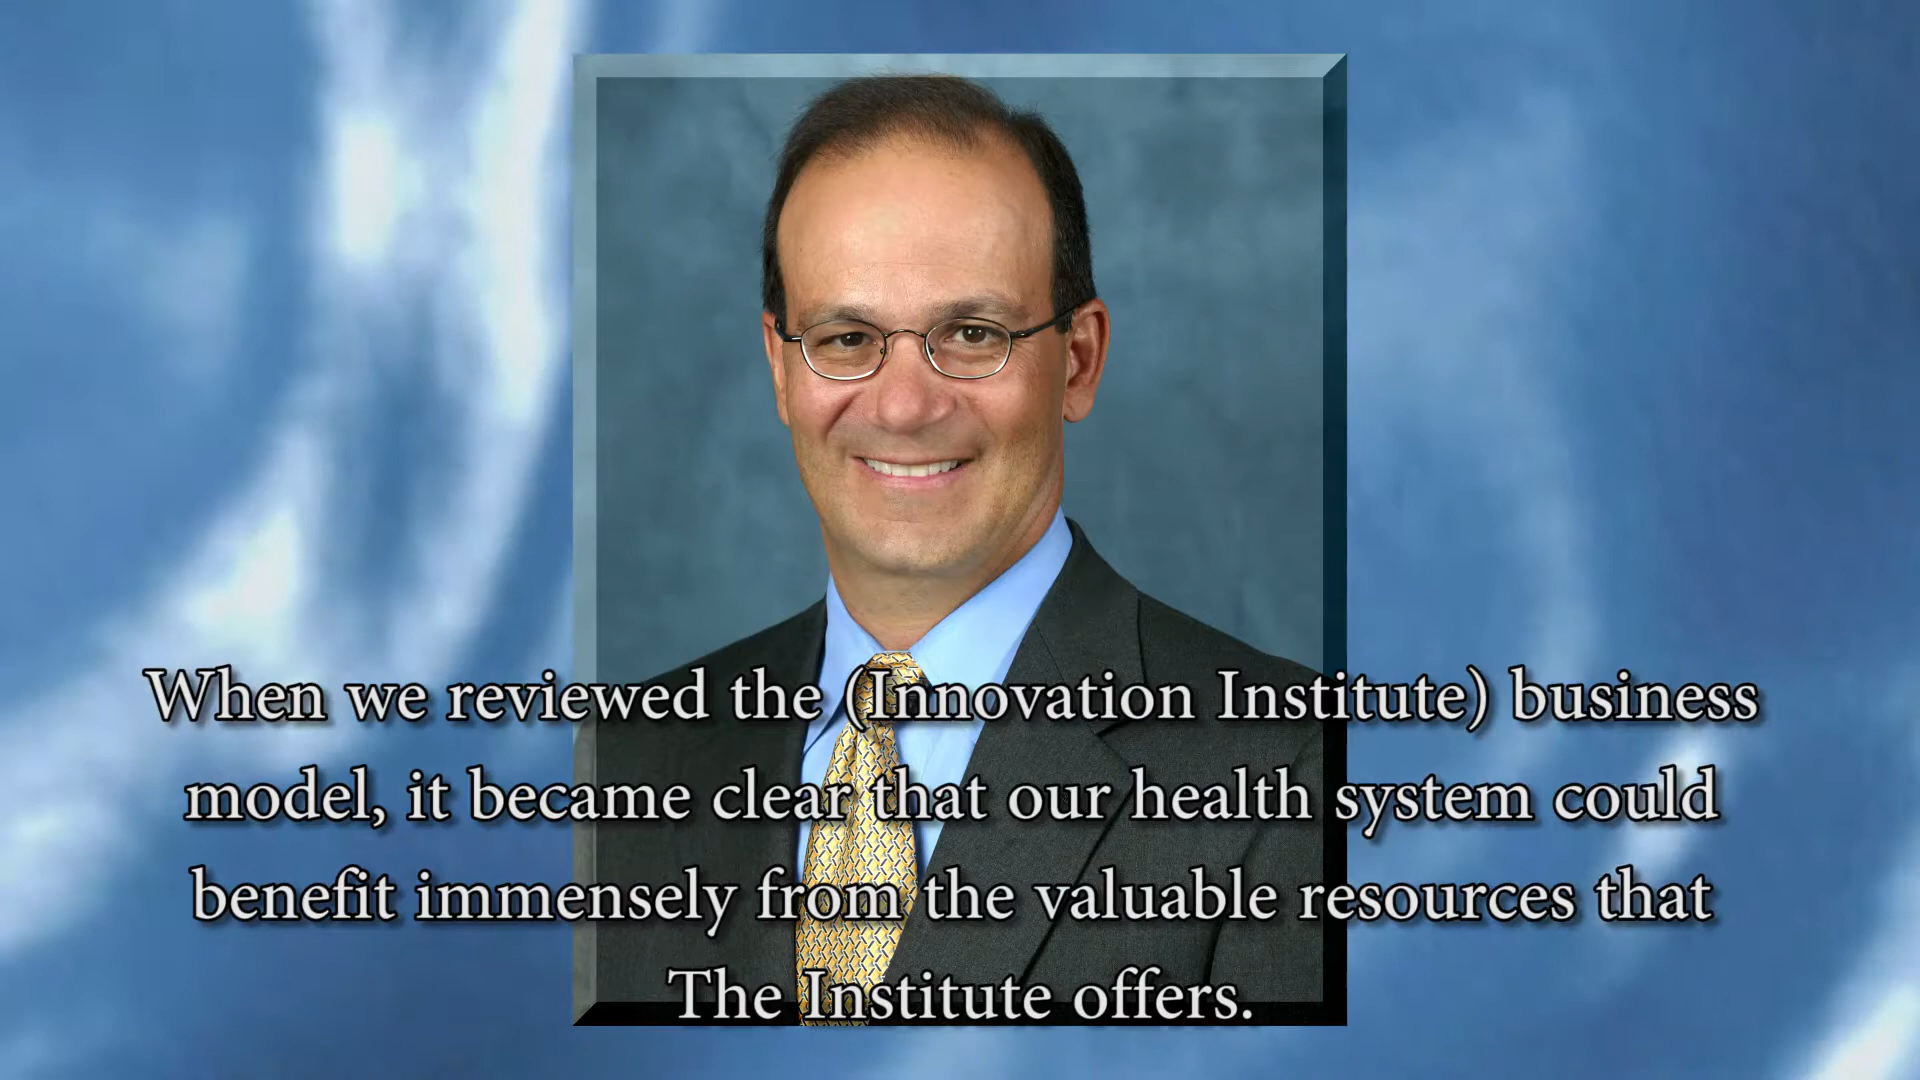 When we reviewed the (Innovation Institute) business
model, it became clear that our health system could
benefit immensely from the valuable resources that
The Institute offers.